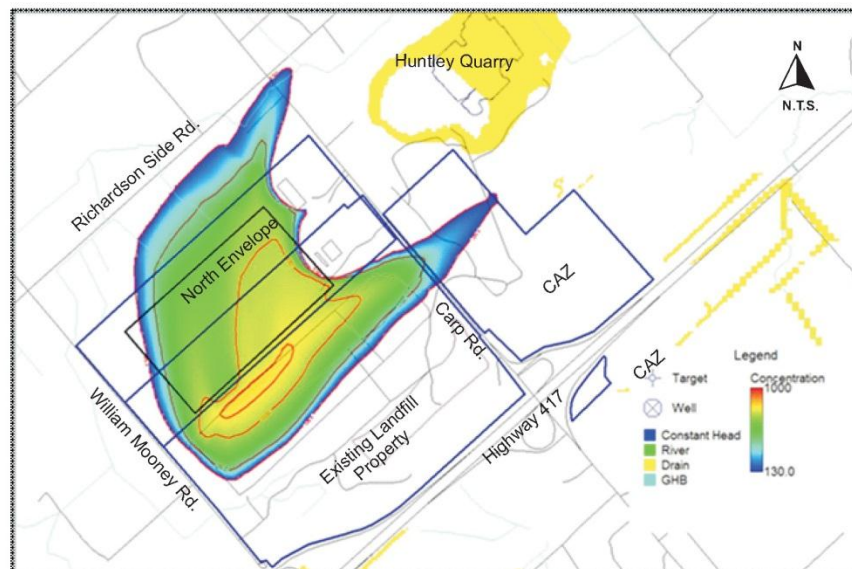 Huntley Quarry
N
N.T.S.
Richardson Side Rd.
North Envelope
CAZ
Carp Rd.
William Mooney Rd.
Existing Landfill
Property
Highway 417
CAZ
Legend
Target
Well
Constant Head
River
Drain
GHB
Concentration
1000
130.0